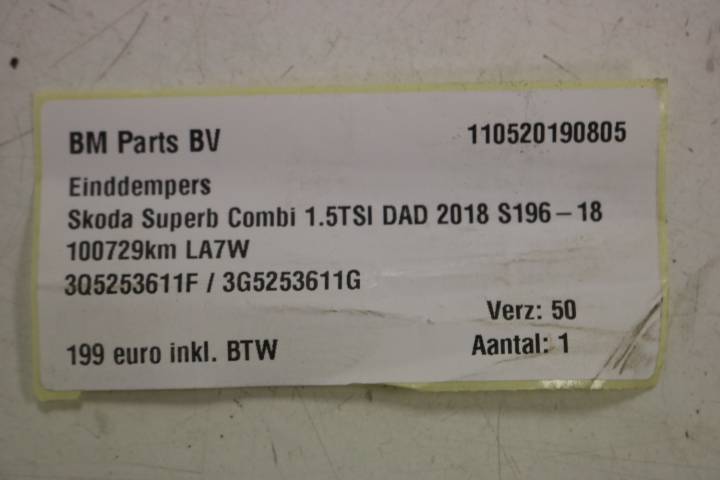 BM Parts BV 110520190805
Einddempers
Skoda Superb Combi 1.5TSI DAD 2018 S196-18
100729km LA7W
3Q5253611F / 3G5253611G
Verz: 50
199 euro inkl. BTW Aantal: 1